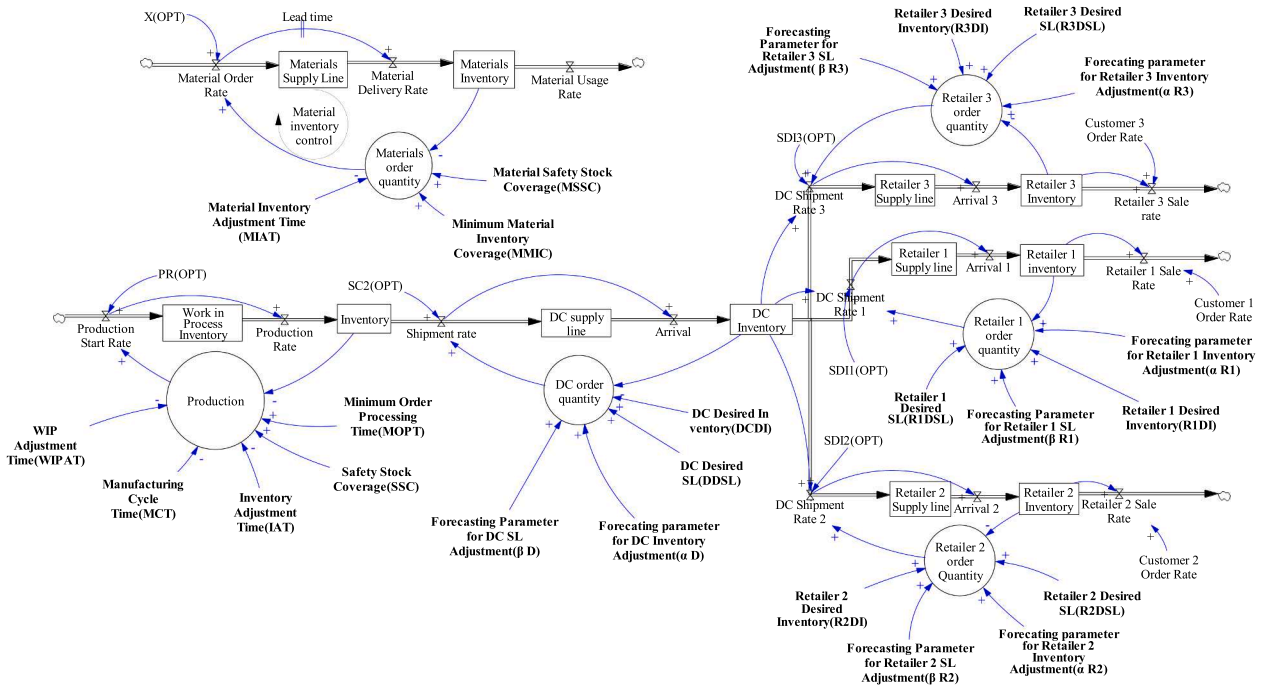 X(OPT)
Lead time
Material Order
Rate
Materials
Supply Line
Material
Delivery Rate
Materials
Inventory
Material Usage
Rate
Material
inventory
control
Materials
order
quantity
Material Safety Stock
Coverage(MSSC)
Material Inventory
Adjustment Time
(MIAT)
Minimum Material
Inventory
Coverage(MMIC)
PR(OPT)
Production
Start Rate
Work in
Process
Inventory
Production
Rate
Inventory
SC2(OPT)
Shipment rate
DC supply
line
Arrival
DC
Inventory
Production
WIP
Adjustment
Time(WIPAT)
Manufacturing
Cycle
Time(MCT)
Inventory
Adjustment
Time(IAT)
Safety Stock
Coverage(SSC)
Minimum Order
Processing
Time(MOPT)
DC order
quantity
DC Desired In
ventory(DCDI)
DC Desired
SL(DDSL)
Forecasting Parameter
for DC SL
Adjustment(β D)
Forecating parameter
for DC Inventory
Adjustment(α D)
Forecasting
Parameter for
Retailer 3 SL
Adjustment( β R3)
Retailer 3 Desired
Inventory(R3DI)
Retailer 3 Desired
SL(R3DSL)
Forecating parameter
for Retailer 3 Inventory
Adjustment(α R3)
Retailer 3
order
quantity
Customer 3
Order Rate
SDI3(OPT)
DC Shipment
Rate 3
Retailer 3
Supply line
Arrival 3
Retailer 3
Inventory
Retailer 3 Sale
rate
DC Shipment
Rate 1
Retailer 1
Supply line
Arrival 1
Retailer 1
inventory
Retailer 1 Sale
Rate
Customer 1
Order Rate
Retailer 1
order
quantity
SDI1(OPT)
Retailer 1
Desired
SL(R1DSL)
Forecasting Parameter
for Retailer 1 SL
Adjustment(β R1)
Forecating parameter
for Retailer 1 Inventory
Adjustment(α R1)
Retailer 1 Desired
Inventory(R1DI)
SDI2(OPT)
DC Shipment
Rate 2
Retailer 2
Supply line
Arrival 2
Retailer 2
Inventory
Retailer 2 Sale
Rate
Customer 2
Order Rate
Retailer 2
order
Quantity
Retailer 2
Desired
Inventory(R2DI)
Forecasting Parameter
for Retailer 2 SL
Adjustment(β R2)
Forecating parameter
for Retailer 2
Inventory
Adjustment(α R2)
Retailer 2 Desired
SL(R2DSL)